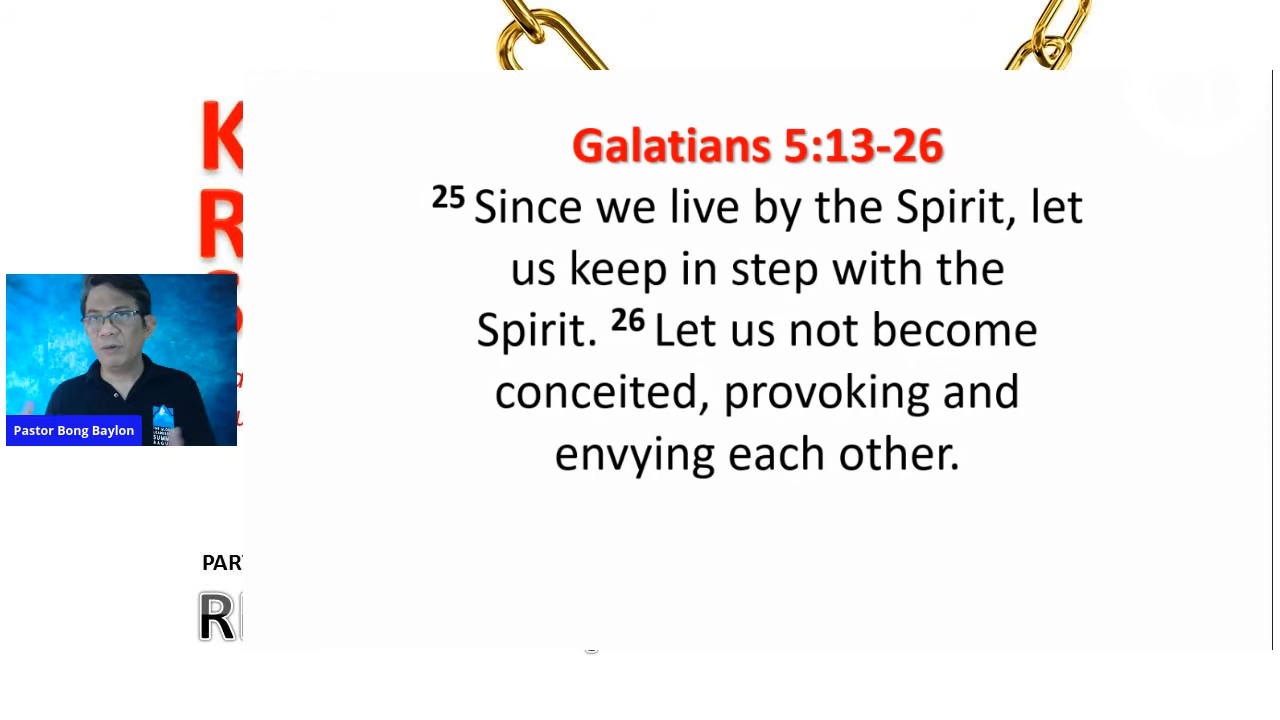 Galatians 5:13-26
25 Since we live by the Spirit, let
us keep in step with the
Spirit. 26 Let us not become
conceited, provoking and
envying each other.
Pastor Bong Baylon
K
R
PAR
R